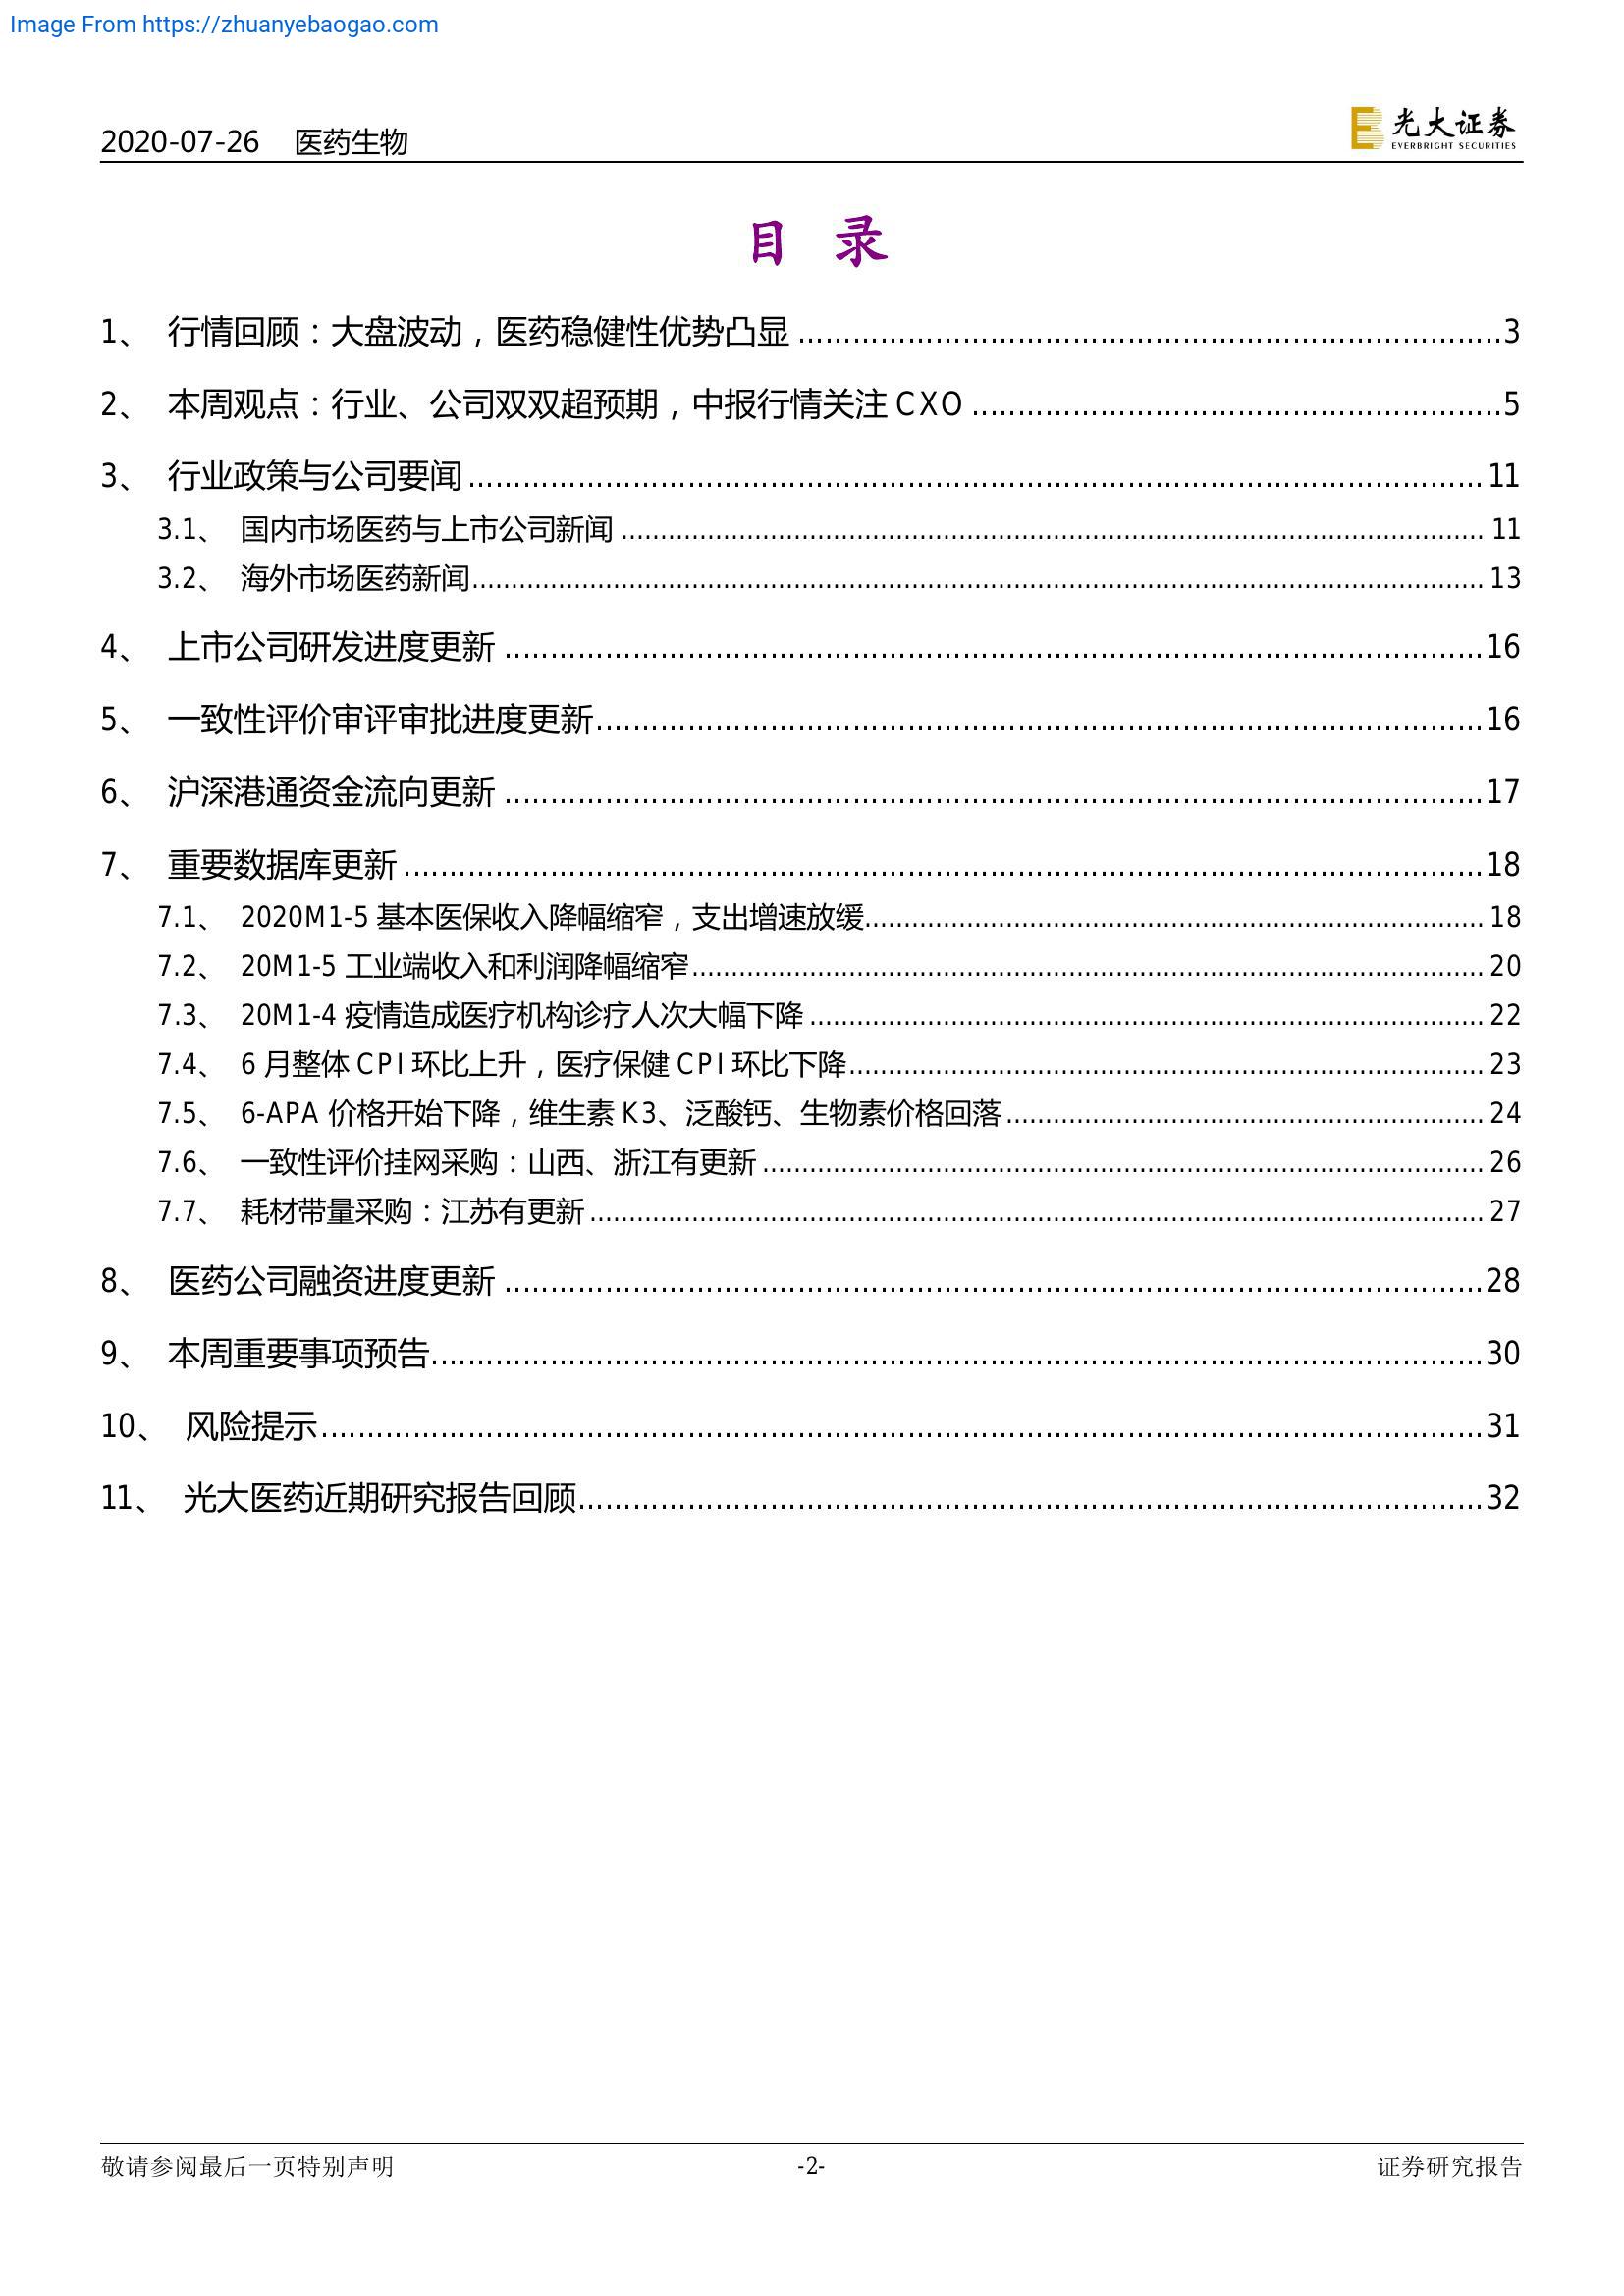 Image From https://zhuanyebaogao.com
2020-07-26 医药生物
光大证券
EVERBRIGHT SECURITIES
目 录
1、 行情回顾：大盘波动，医药稳健性优势凸显 ........ 3
2、 本周观点：行业、公司双双超预期，中报行情关注 CXO ........ 5
3、 行业政策与公司要闻 ........ 11
3.1、 国内市场医药与上市公司新闻 ........ 11
3.2、 海外市场医药新闻 ........ 13
4、 上市公司研发进度更新 ........ 16
5、 一致性评价审评审批进度更新 ........ 16
6、 沪深港通资金流向更新 ........ 17
7、 重要数据库更新 ........ 18
7.1、 2020M1-5 基本医保收入降幅缩窄，支出增速放缓 ........ 18
7.2、 20M1-5 工业端收入和利润降幅缩窄 ........ 20
7.3、 20M1-4 疫情造成医疗机构诊疗人次大幅下降 ........ 22
7.4、 6 月整体 CPI 环比上升，医疗保健 CPI 环比下降 ........ 23
7.5、 6-APA 价格开始下降，维生素 K3、泛酸钙、生物素价格回落 ........ 24
7.6、 一致性评价挂网采购：山西、浙江有更新 ........ 26
7.7、 耗材带量采购：江苏有更新 ........ 27
8、 医药公司融资进度更新 ........ 28
9、 本周重要事项预告 ........ 30
10、 风险提示 ........ 31
11、 光大医药近期研究报告回顾 ........ 32
敬请参阅最后一页特别声明 -2- 证券研究报告